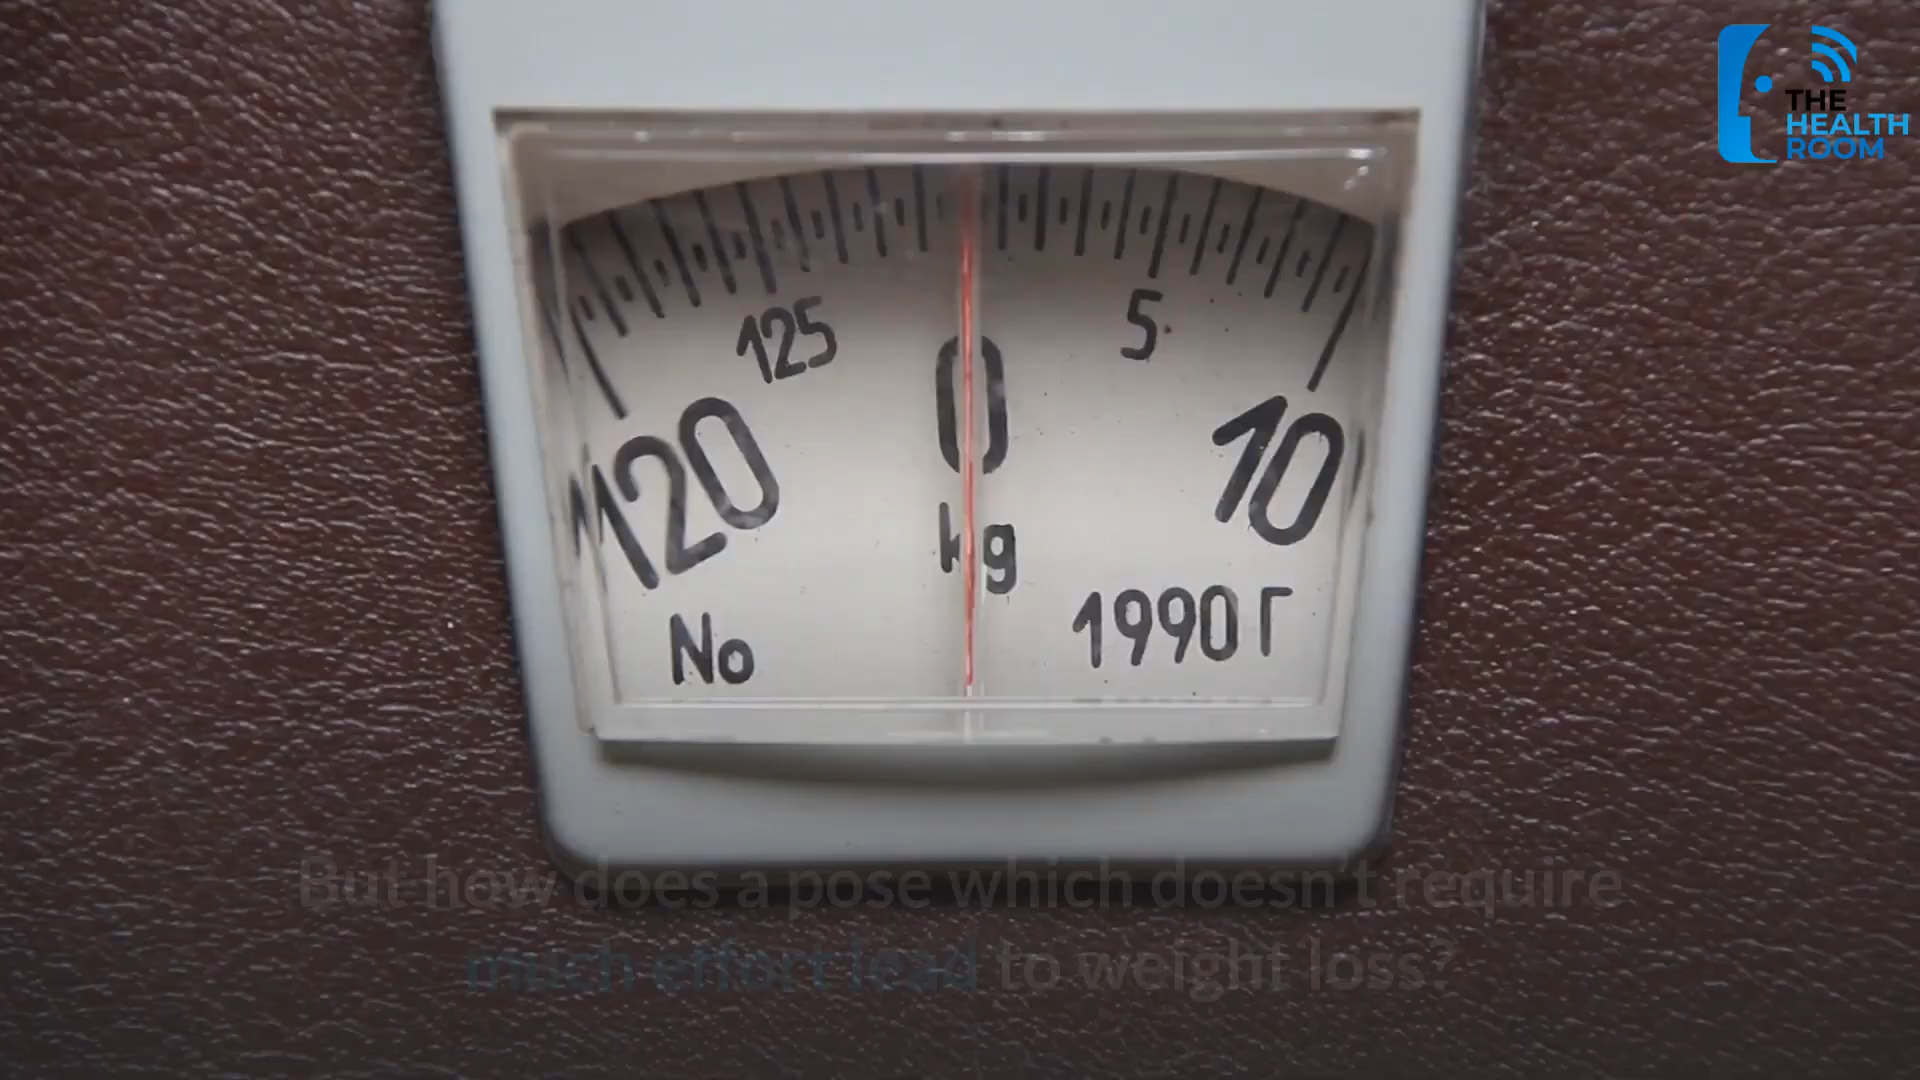 THE
HEALTH
ROOM
125
5
0
120
10
kg
1990 Г
No
But how does a pose which doesn't require
much effort lead to weight loss?